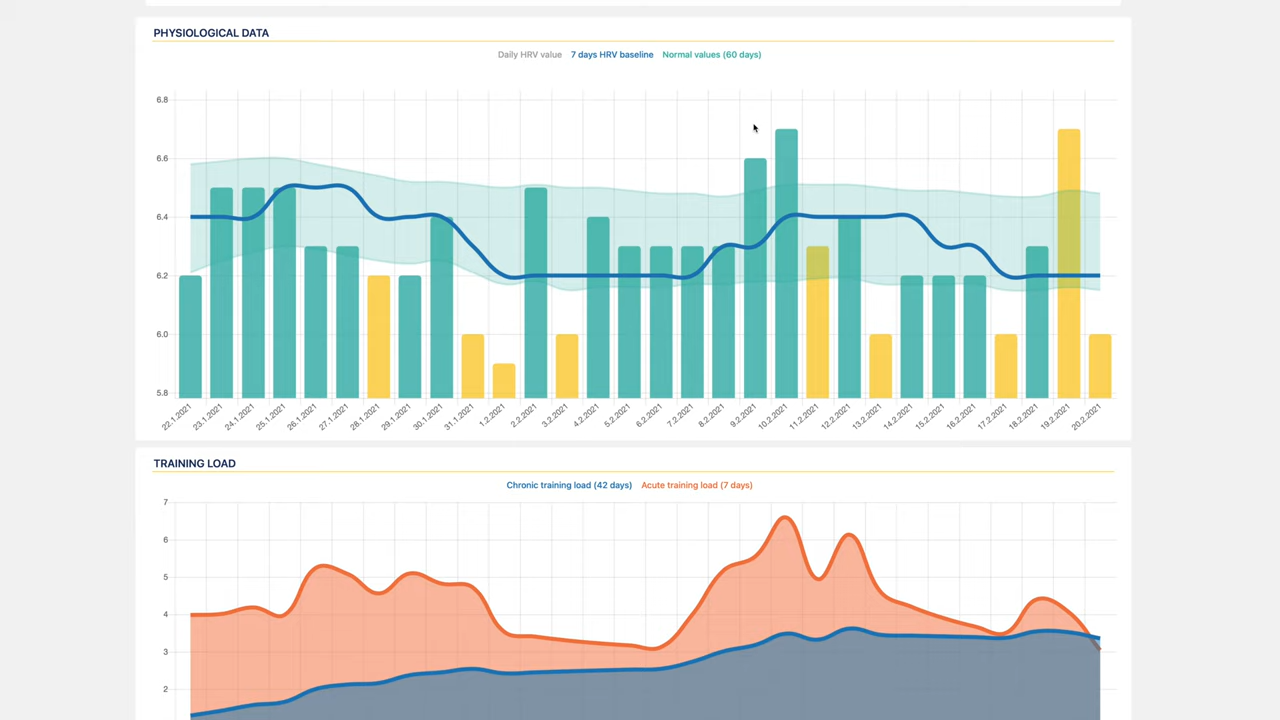 PHYSIOLOGICAL DATA
Daily HRV value 7 days HRV baseline Normal values (60 days)
6.8
6.6
6.4
6.2
6.0
5.8
22.1.2021 23.1.2021 24.1.2021 25.1.2021 26.1.2021 27.1.2021 28.1.2021 29.1.2021 30.1.2021 31.1.2021 1.2.2021 2.2.2021 3.2.2021 4.2.2021 5.2.2021 6.2.2021 7.2.2021 8.2.2021 9.2.2021 10.2.2021 11.2.2021 12.2.2021 13.2.2021 14.2.2021 15.2.2021 16.2.2021 17.2.2021 18.2.2021 19.2.2021 20.2.2021
TRAINING LOAD
Chronic training load (42 days) Acute training load (7 days)
7
6
5
4
3
2